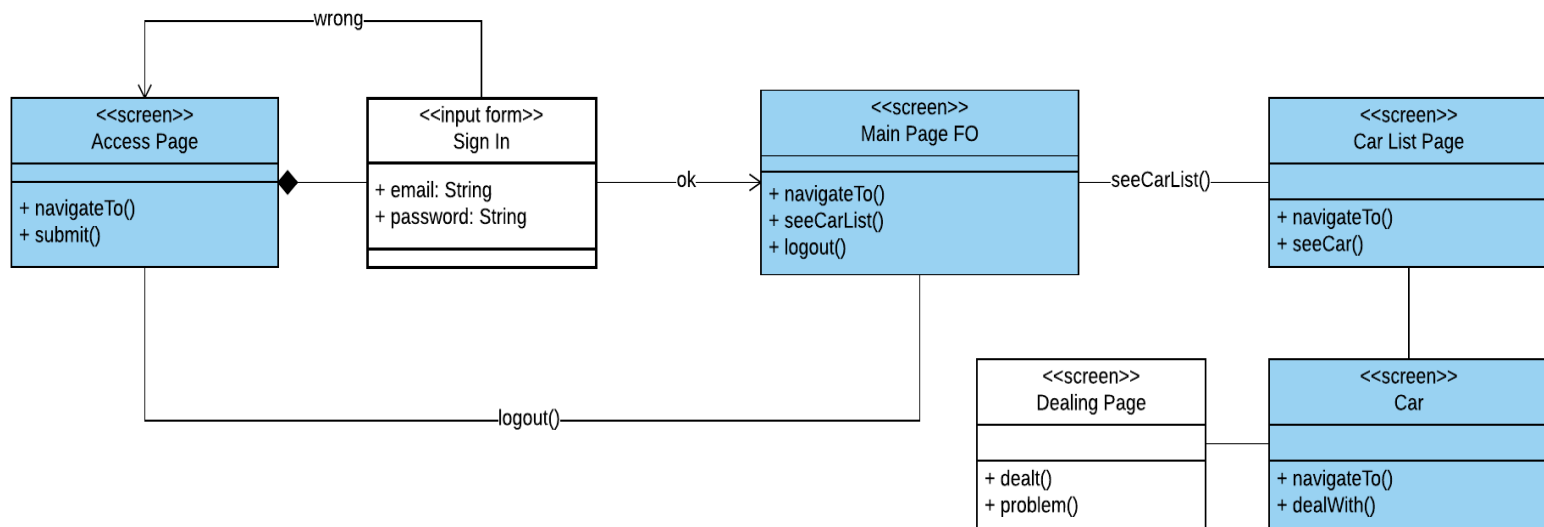 wrong
<<screen>>
Access Page
+ navigateTo()
+ submit()
<<input form>>
Sign In
+ email: String
+ password: String
ok
<<screen>>
Main Page FO
+ navigateTo()
+ seeCarList()
+ logout()
seeCarList()
<<screen>>
Car List Page
+ navigateTo()
+ seeCar()
logout()
<<screen>>
Dealing Page
+ dealt()
+ problem()
<<screen>>
Car
+ navigateTo()
+ dealWith()